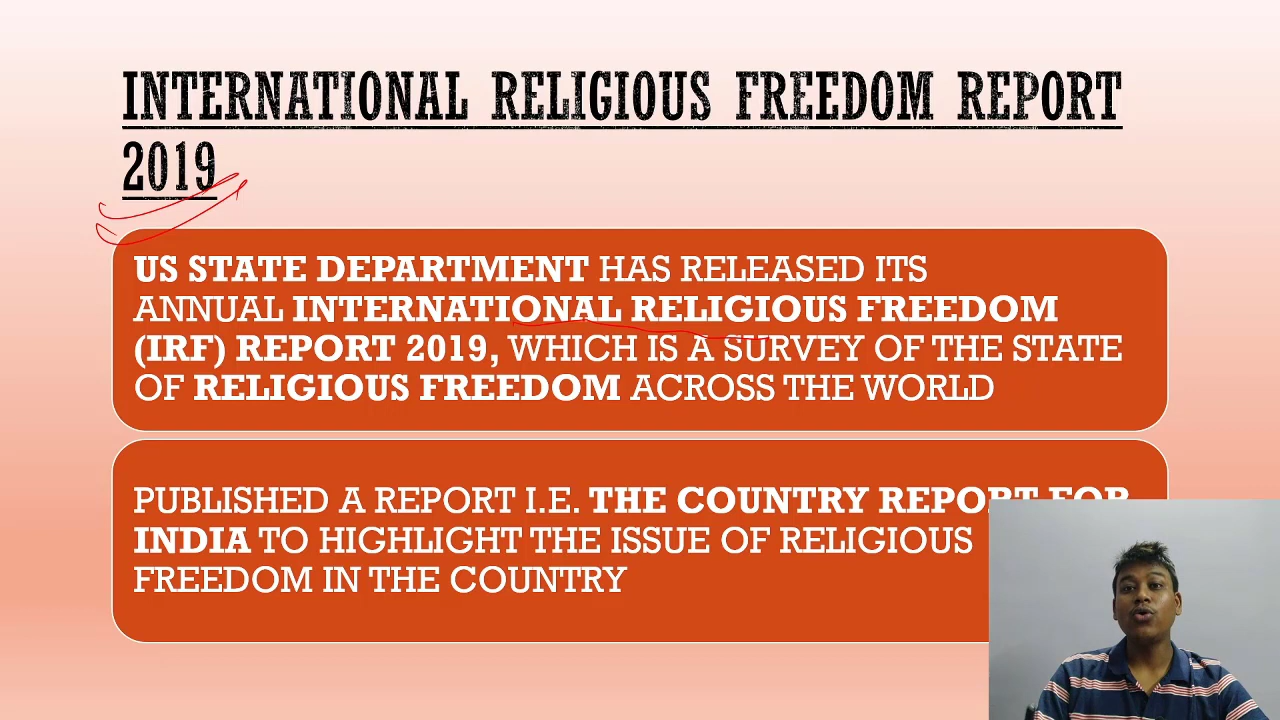 INTERNATIONAL RELIGIOUS FREEDOM REPORT
2019
US STATE DEPARTMENT HAS RELEASED ITS
ANNUAL INTERNATIONAL RELIGIOUS FREEDOM
(IRF) REPORT 2019, WHICH IS A SURVEY OF THE STATE
OF RELIGIOUS FREEDOM ACROSS THE WORLD
PUBLISHED A REPORT I.E. THE COUNTRY REPORT FOR
INDIA TO HIGHLIGHT THE ISSUE OF RELIGIOUS
FREEDOM IN THE COUNTRY